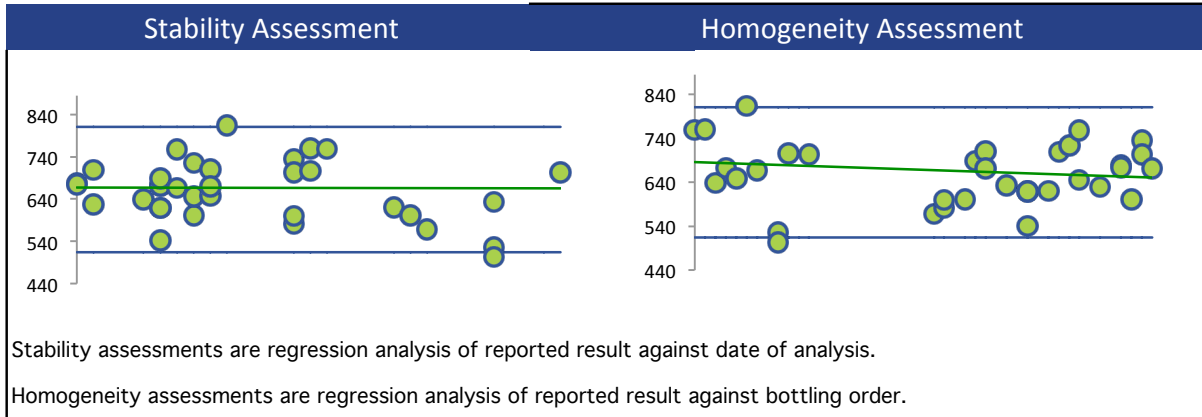 Stability Assessment
Homogeneity Assessment
840
740
640
540
440
840
740
640
540
440
Stability assessments are regression analysis of reported result against date of analysis.
Homogeneity assessments are regression analysis of reported result against bottling order.